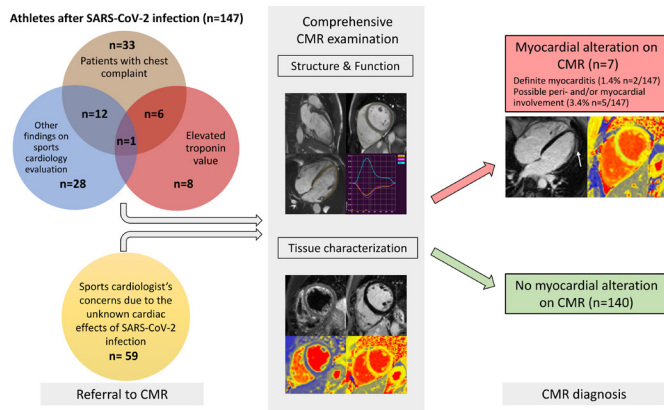 Athletes after SARS-CoV-2 infection (n=147)
n=33
Patients with chest
complaint
n=12
n=6
n=1
Other
findings on
sports
cardiology
evaluation
n=28
Elevated
troponin
value
n=8
Sports cardiologist's
concerns due to the
unknown cardiac
effects of SARS-CoV-2
infection
n= 59
Referral to CMR
Comprehensive
CMR examination
Structure & Function
Tissue characterization
Myocardial alteration on
CMR (n=7)
Definite myocarditis (1.4% n=2/147)
Possible peri- and/or myocardial
involvement (3.4% n=5/147)
No myocardial alteration
on CMR (n=140)
CMR diagnosis